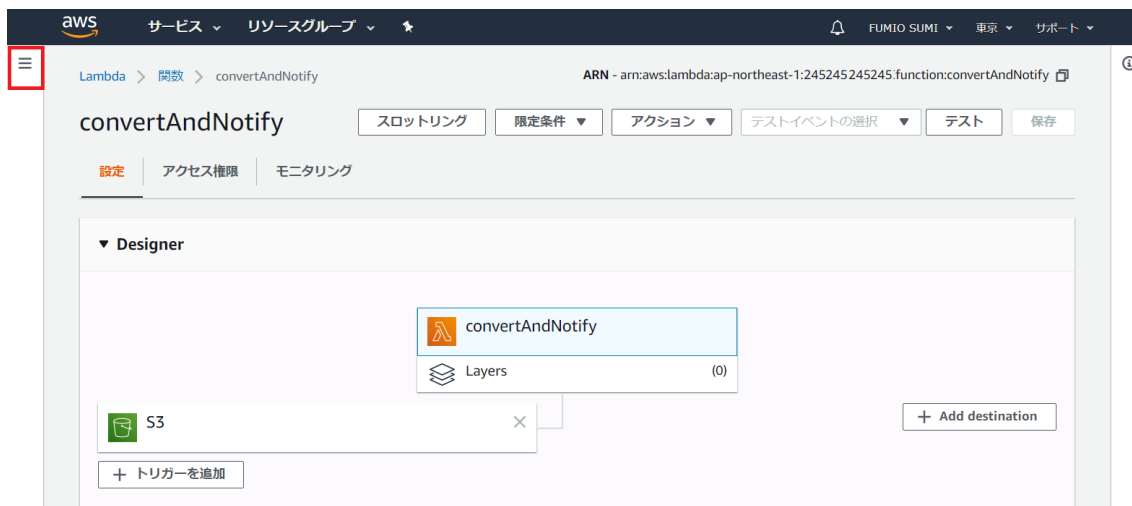 aws サービス リソースグループ FUMIO SUMI 東京 サポート
Lambda > 関数 > convertAndNotify ARN - arn:aws:lambda:ap-northeast-1:245245245245:function:convertAndNotify
convertAndNotify スロットリング 限定条件 アクション テストイベントの選択 テスト 保存
設定 アクセス権限 モニタリング
Designer
convertAndNotify
Layers (0)
S3
+ Add destination
+ トリガーを追加